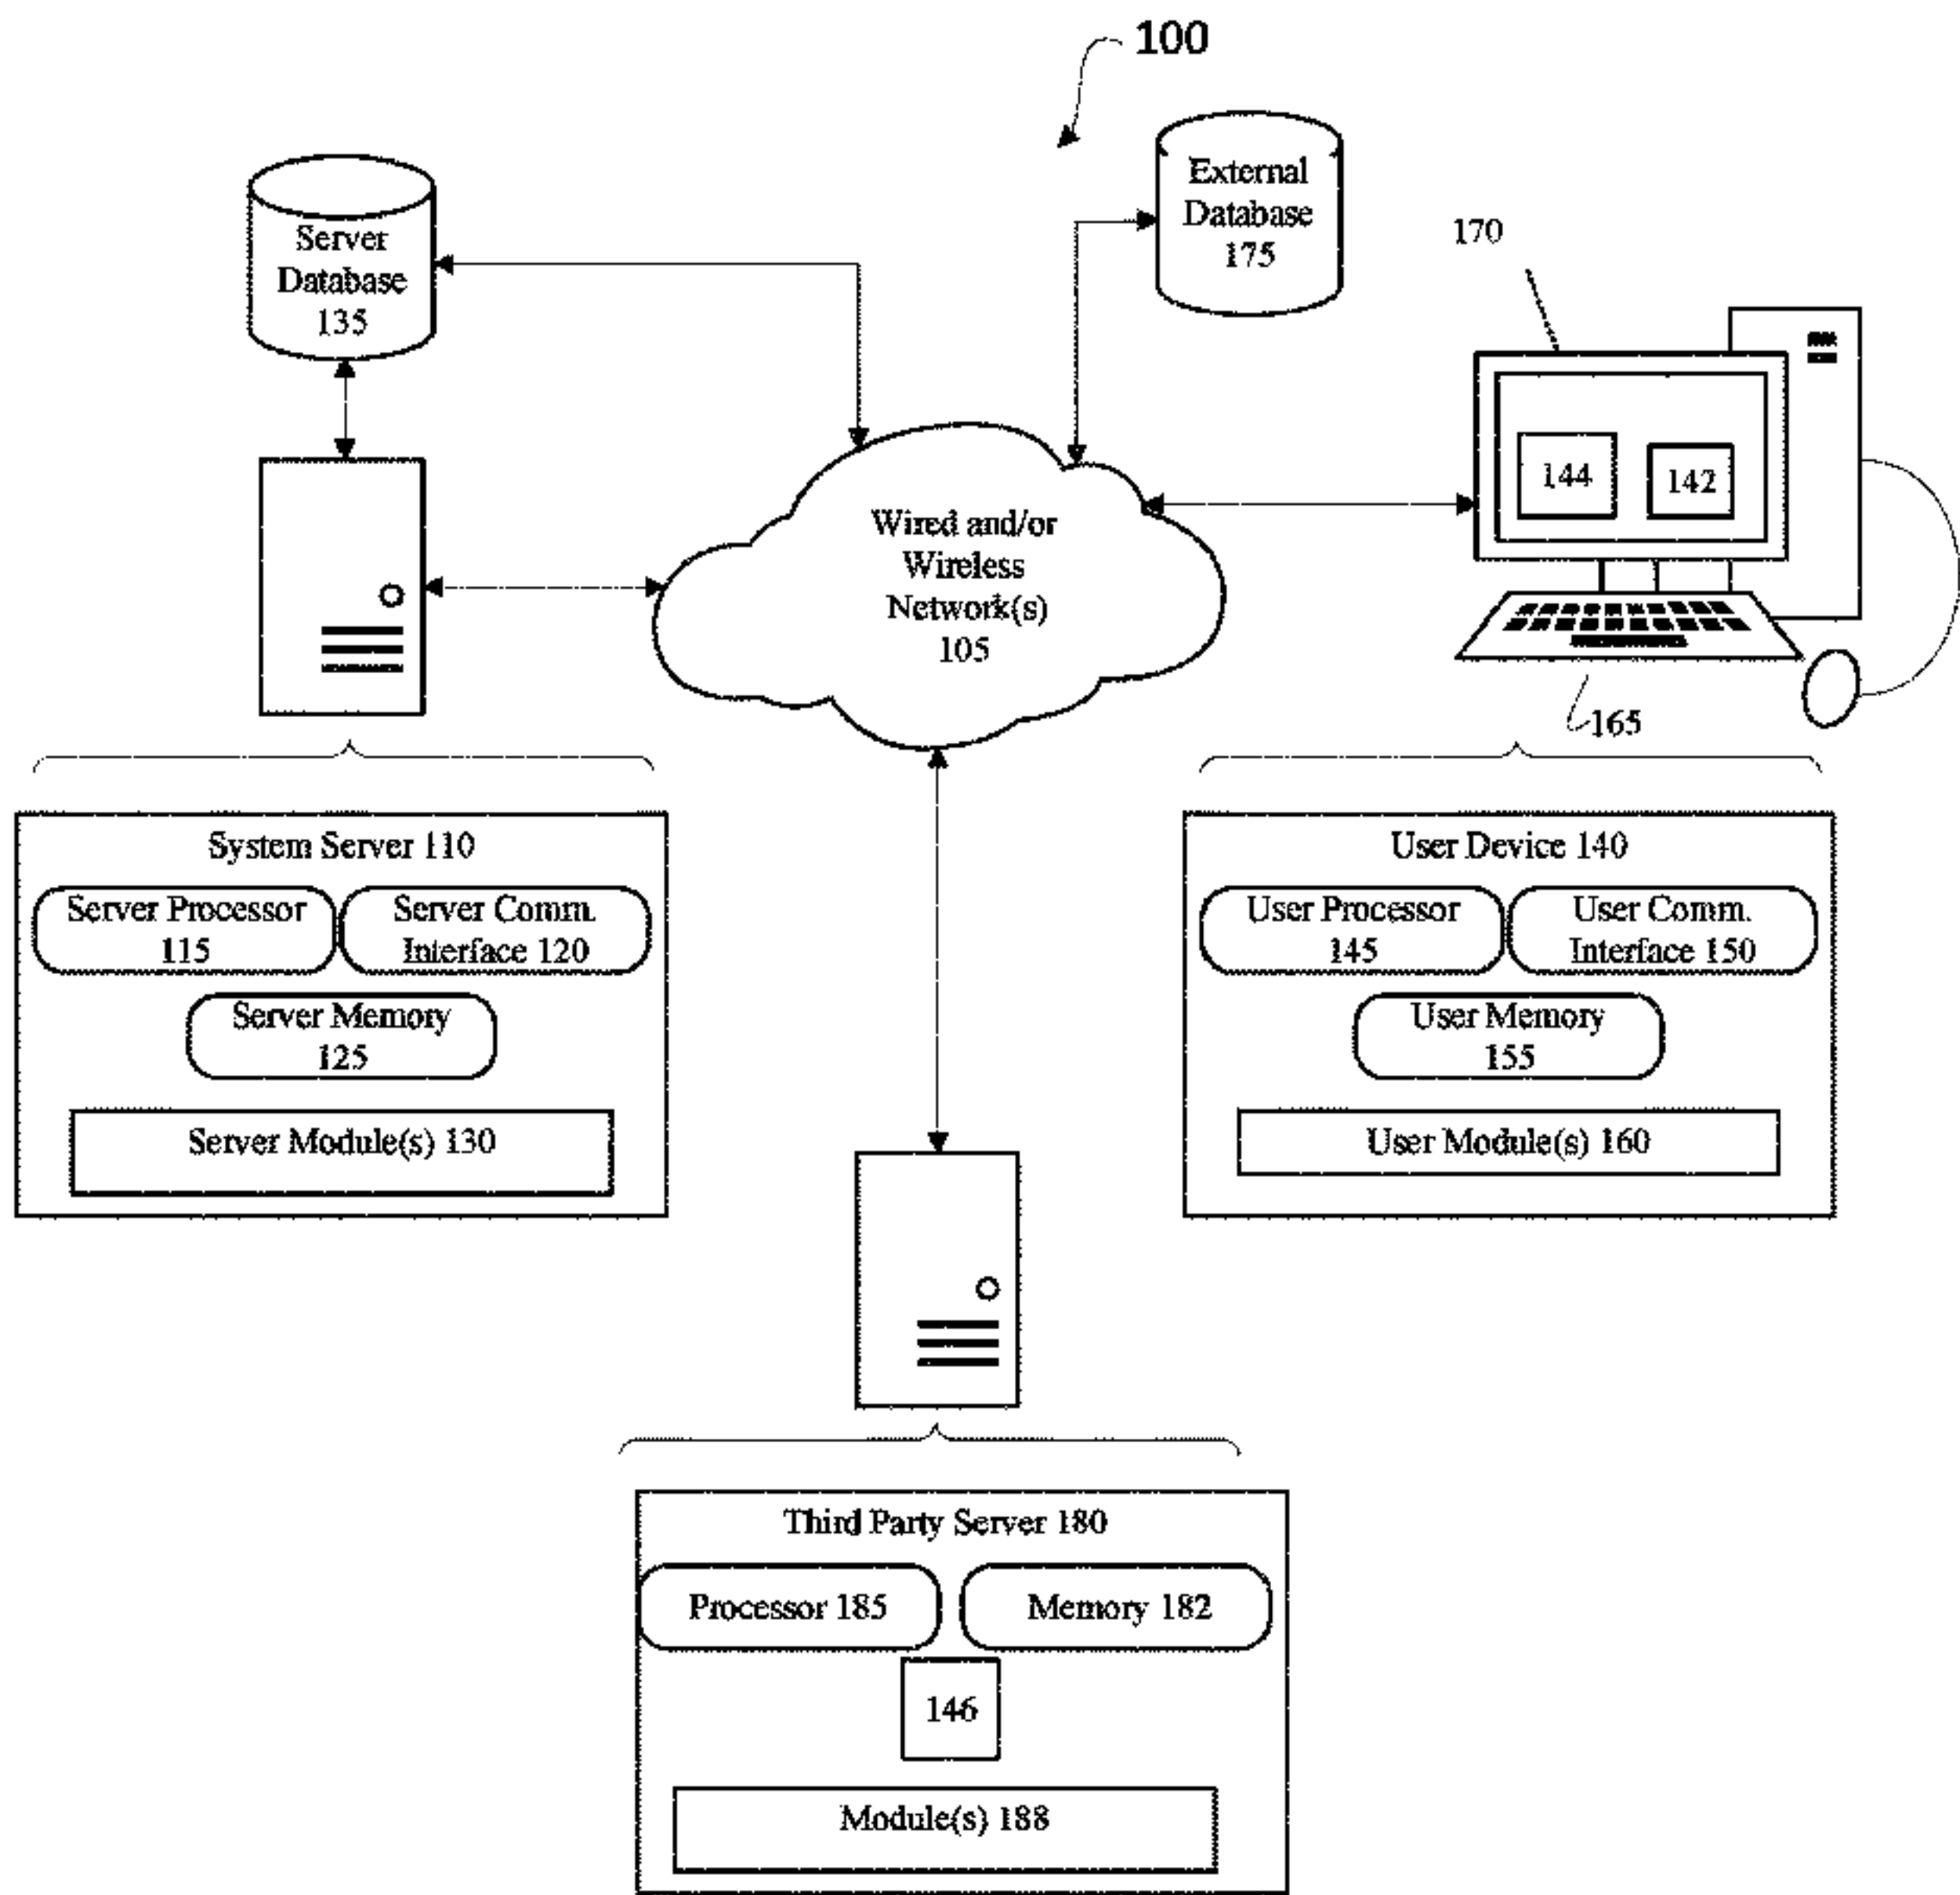 100
External
Database
175
Server
Database
135
170
144
142
Wired and/or
Wireless
Network(s)
105
165
System Server 110
Server Processor
115
Server Comm.
Interface 120
Server Memory
125
Server Module(s) 130
User Device 140
User Processor
145
User Comm.
Interface 150
User Memory
155
User Module(s) 160
Third Party Server 180
Processor 185
Memory 182
146
Module(s) 188